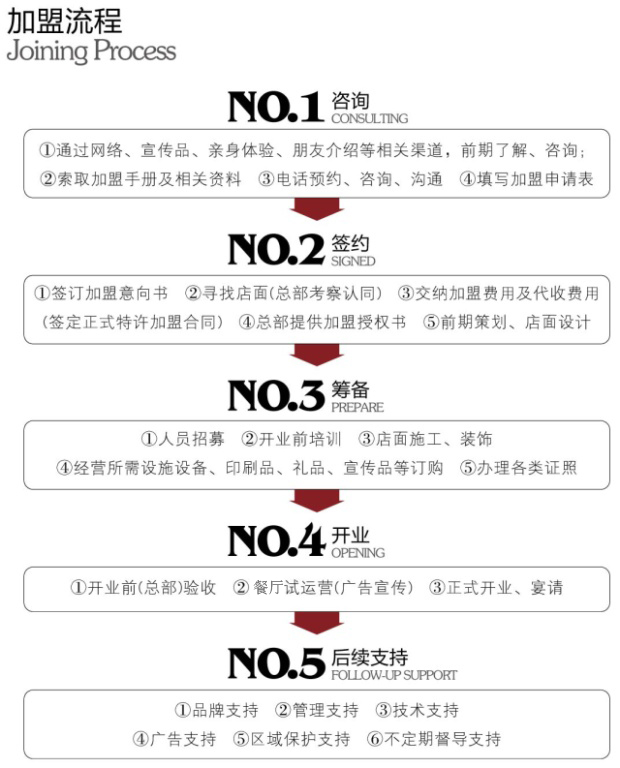 加盟流程
Joining Process
NO.1 咨询
CONSULTING
①通过网络、宣传品、亲身体验、朋友介绍等相关渠道，前期了解、咨询；
②索取加盟手册及相关资料 ③电话预约、咨询、沟通 ④填写加盟申请表
NO.2 签约
SIGNED
①签订加盟意向书 ②寻找店面(总部考察认同) ③交纳加盟费用及代收费用
(签定正式特许加盟合同) ④总部提供加盟授权书 ⑤前期策划、店面设计
NO.3 筹备
PREPARE
①人员招募 ②开业前培训 ③店面施工、装饰
④经营所需设施设备、印刷品、礼品、宣传品等订购 ⑤办理各类证照
NO.4 开业
OPENING
①开业前(总部)验收 ②餐厅试运营(广告宣传) ③正式开业、宴请
NO.5 后续支持
FOLLOW-UP SUPPORT
①品牌支持 ②管理支持 ③技术支持
④广告支持 ⑤区域保护支持 ⑥不定期督导支持